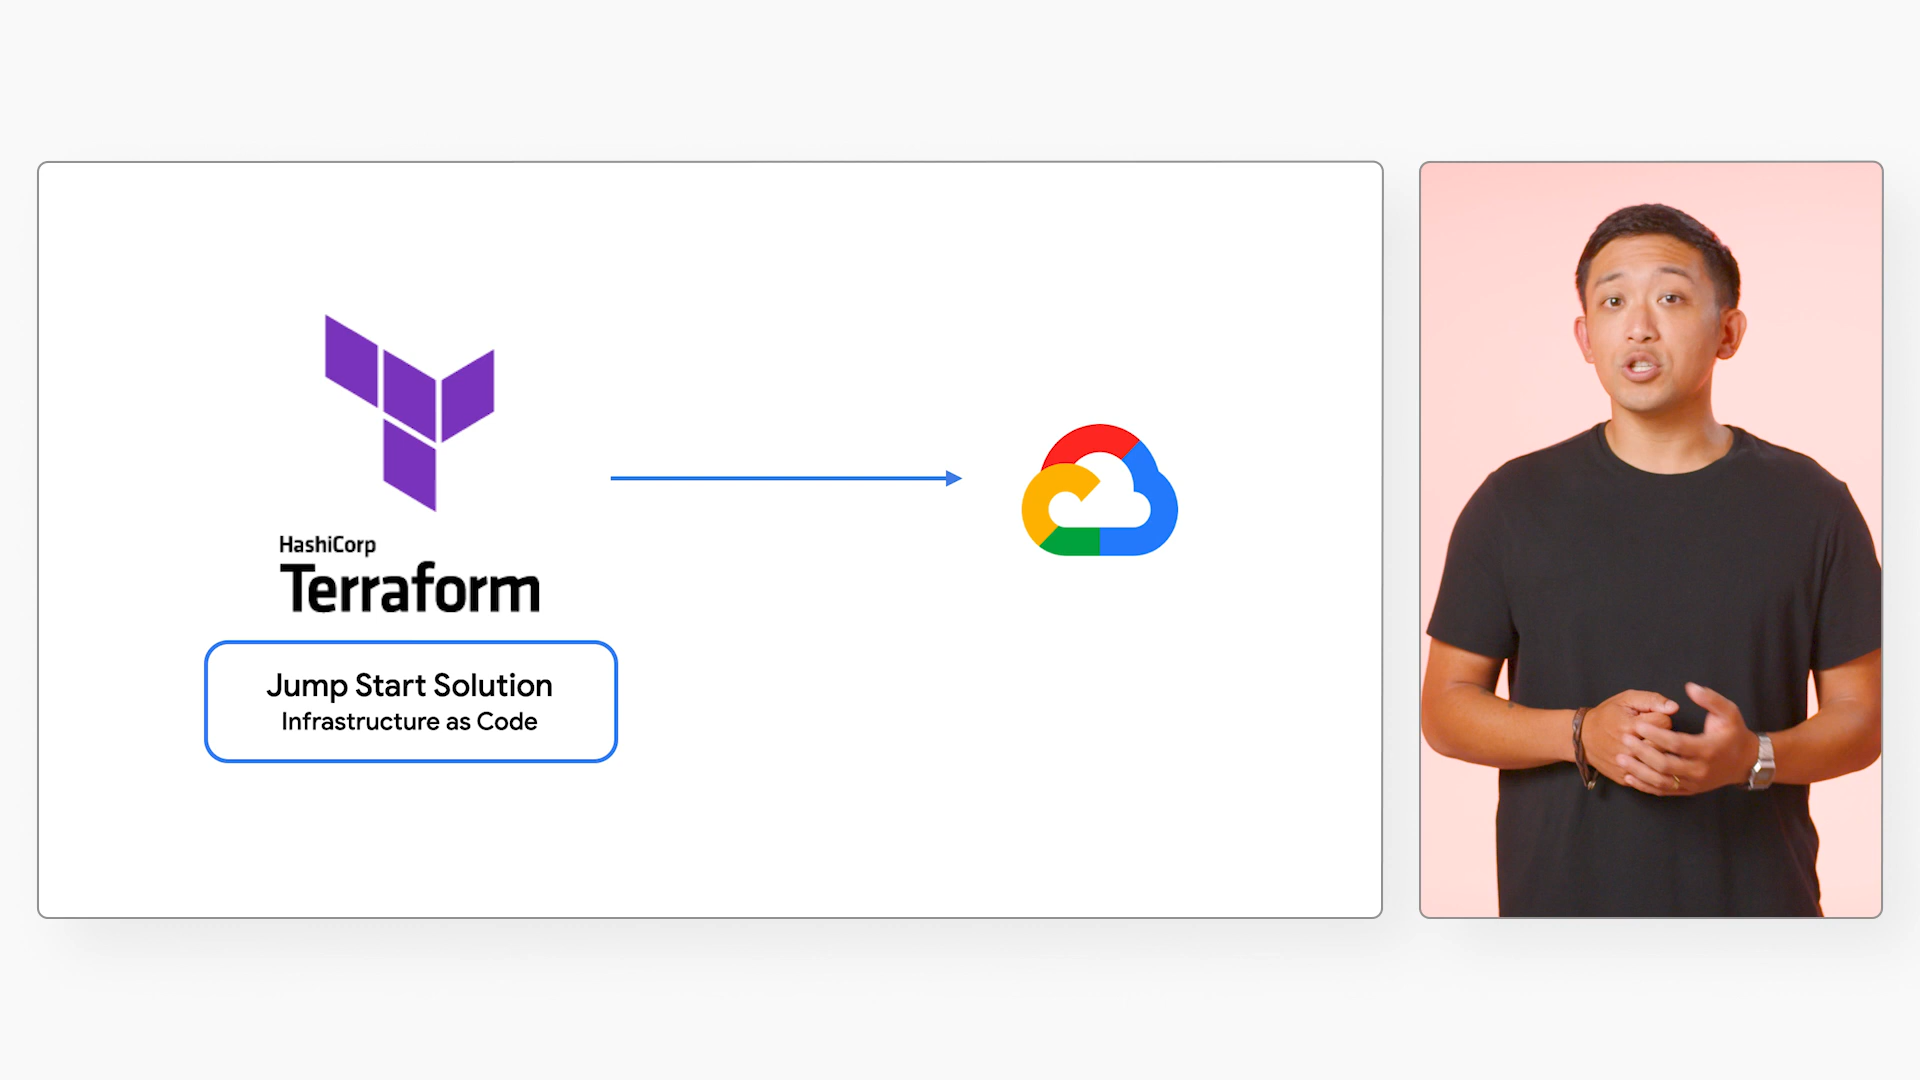 HashiCorp
Terraform
Jump Start Solution
Infrastructure as Code